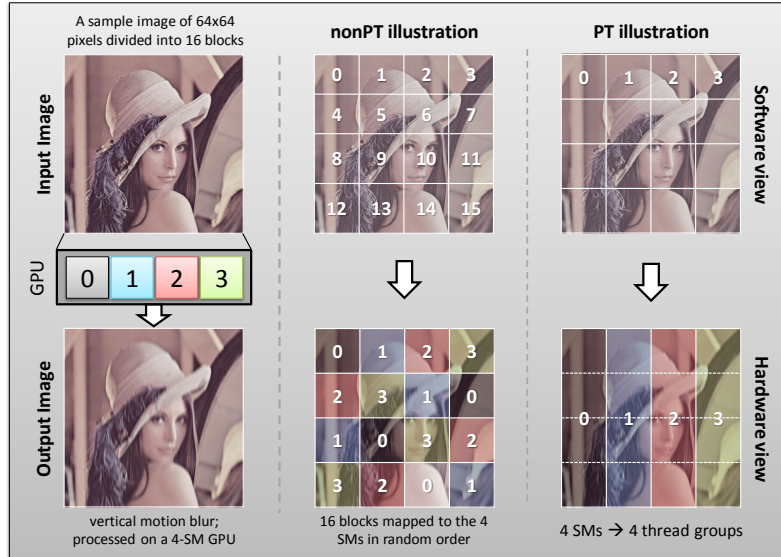 A sample image of 64x64
pixels divided into 16 blocks
nonPT illustration
PT illustration
Input Image
0 1 2 3
4 5 6 7
8 9 10 11
12 13 14 15
0 1 2 3
Software view
GPU
0 1 2 3
Output Image
0 1 2 3
2 3 1 0
1 0 3 2
3 2 0 1
0 1 2 3
Hardware view
vertical motion blur;
processed on a 4-SM GPU
16 blocks mapped to the 4
SMs in random order
4 SMs → 4 thread groups